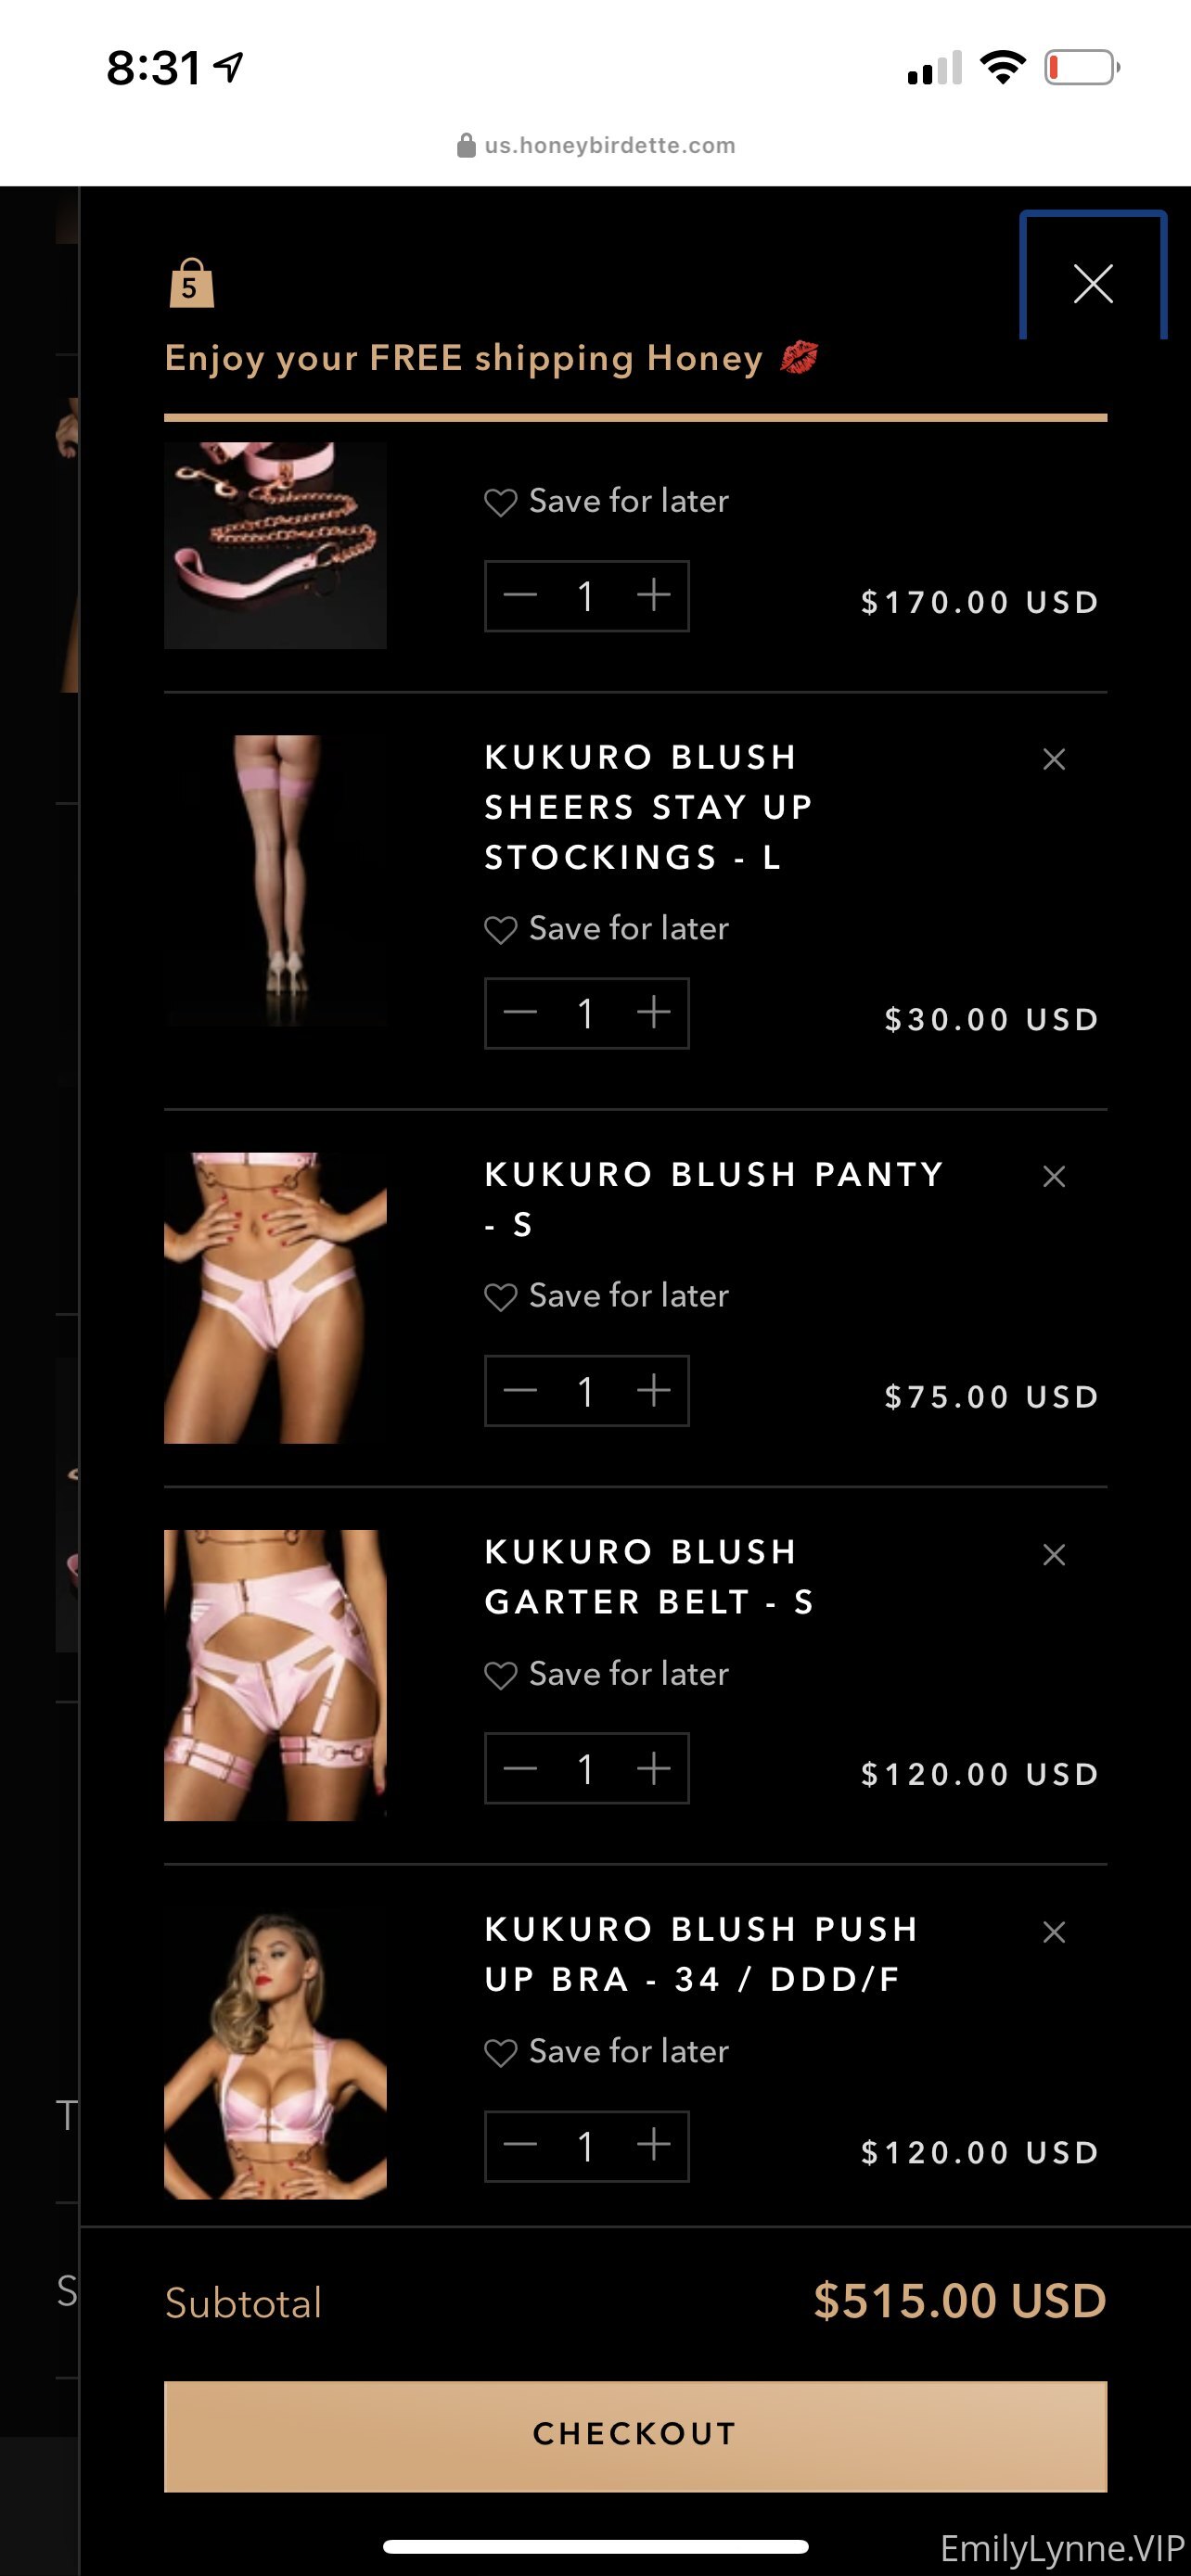 8:31
us.honeybirdette.com
5
Enjoy your FREE shipping Honey 💋
Save for later
1
$170.00 USD
KUKURO BLUSH
SHEERS STAY UP
STOCKINGS - L
Save for later
1
$30.00 USD
KUKURO BLUSH PANTY
- S
Save for later
1
$75.00 USD
KUKURO BLUSH
GARTER BELT - S
Save for later
1
$120.00 USD
KUKURO BLUSH PUSH
UP BRA - 34 / DDD/F
Save for later
1
$120.00 USD
T
S
Subtotal
$515.00 USD
CHECKOUT
EmilyLynne.VIP